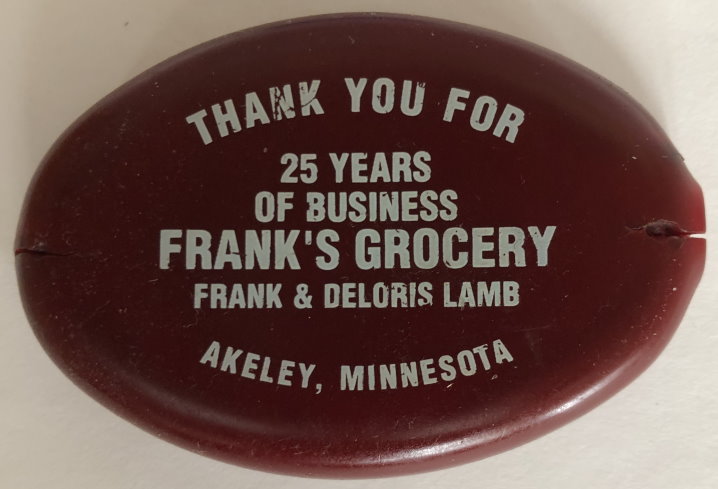 THANK YOU FOR
25 YEARS
OF BUSINESS
FRANK'S GROCERY
FRANK & DELORIS LAMB
AKELEY, MINNESOTA